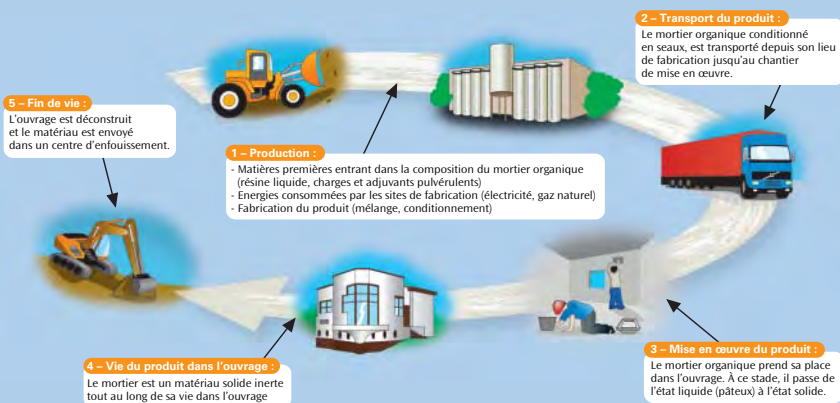 1 – Production :
- Matières premières entrant dans la composition du mortier organique
(résine liquide, charges et adjuvants pulvérulents)
- Energies consommées par les sites de fabrication (électricité, gaz naturel)
- Fabrication du produit (mélange, conditionnement)
2 – Transport du produit :
Le mortier organique conditionné
en seaux, est transporté depuis son lieu
de fabrication jusqu'au chantier
de mise en œuvre.
3 – Mise en œuvre du produit :
Le mortier organique prend sa place
dans l'ouvrage. À ce stade, il passe de
l'état liquide (pâteux) à l'état solide.
4 – Vie du produit dans l'ouvrage :
Le mortier est un matériau solide inerte
tout au long de sa vie dans l'ouvrage
5 – Fin de vie :
L'ouvrage est déconstruit
et le matériau est envoyé
dans un centre d'enfouissement.